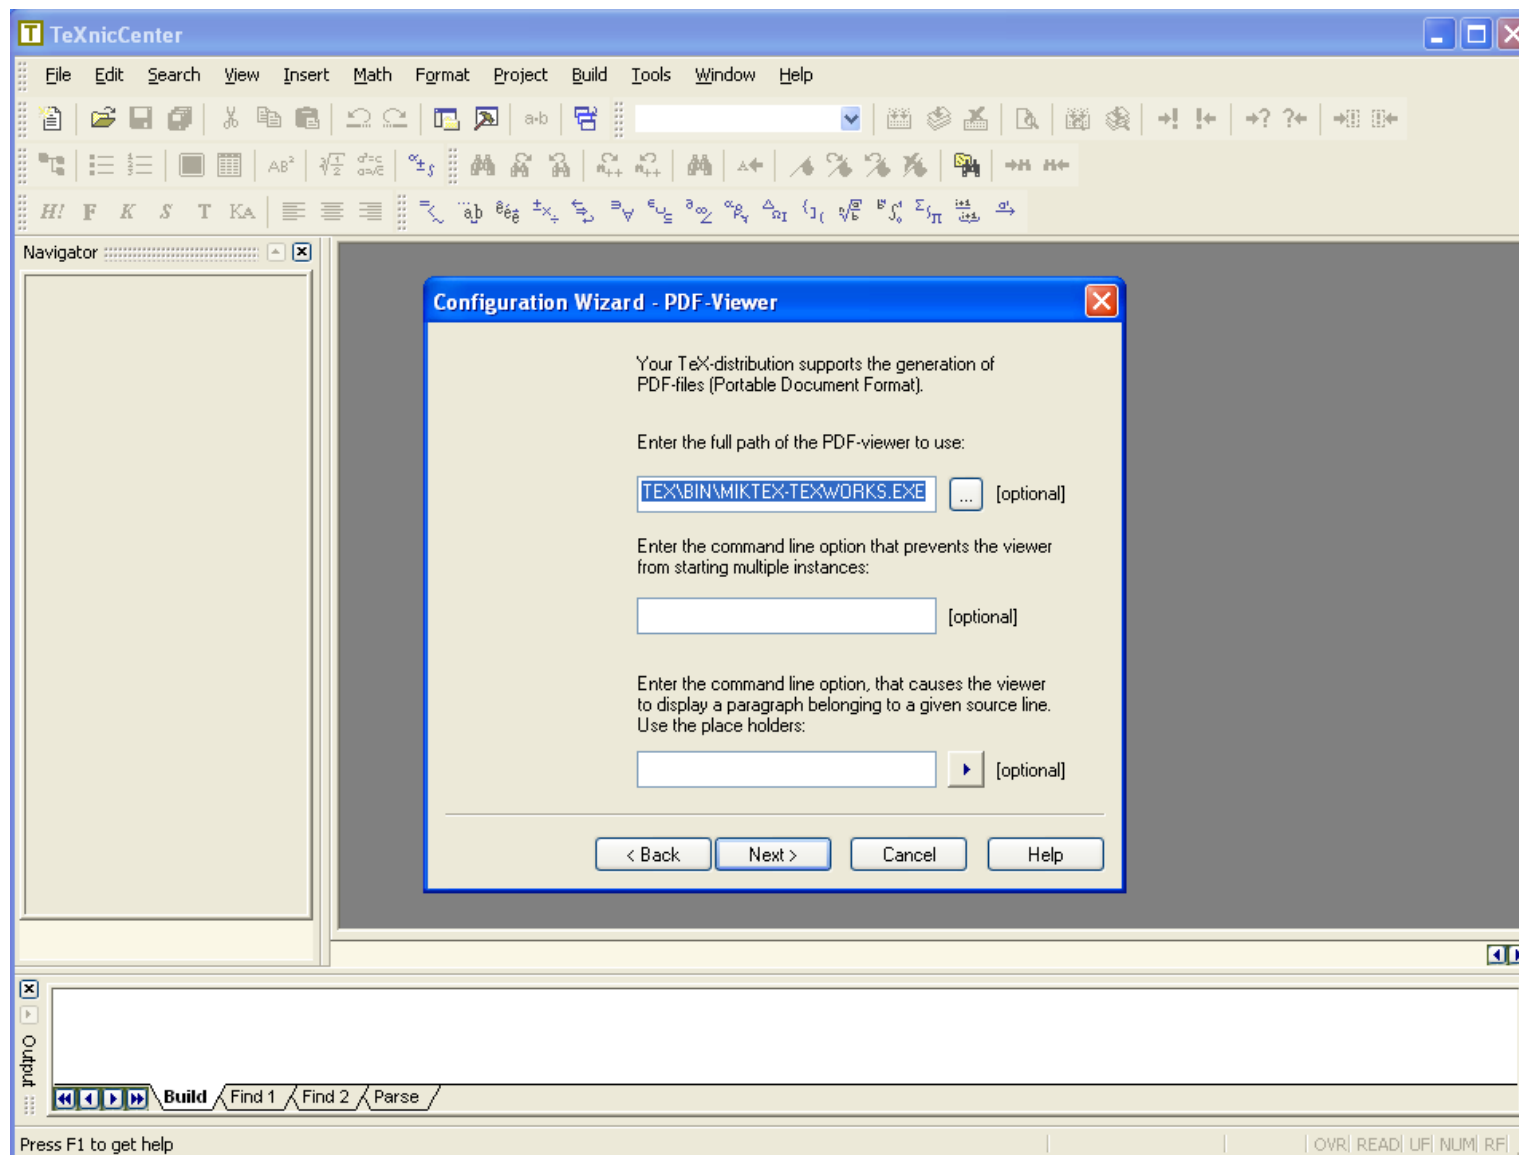 TeXnicCenter
File Edit Search View Insert Math Format Project Build Tools Window Help
Navigator
Configuration Wizard - PDF-Viewer
Your TeX-distribution supports the generation of
PDF-files (Portable Document Format).
Enter the full path of the PDF-viewer to use:
TEX\BIN\MIKTEX-TEXWORKS.EXE ... [optional]
Enter the command line option that prevents the viewer
from starting multiple instances:
[optional]
Enter the command line option, that causes the viewer
to display a paragraph belonging to a given source line.
Use the place holders:
[optional]
< Back Next > Cancel Help
Output
Build Find 1 Find 2 Parse
Press F1 to get help OVR READ UF NUM RF